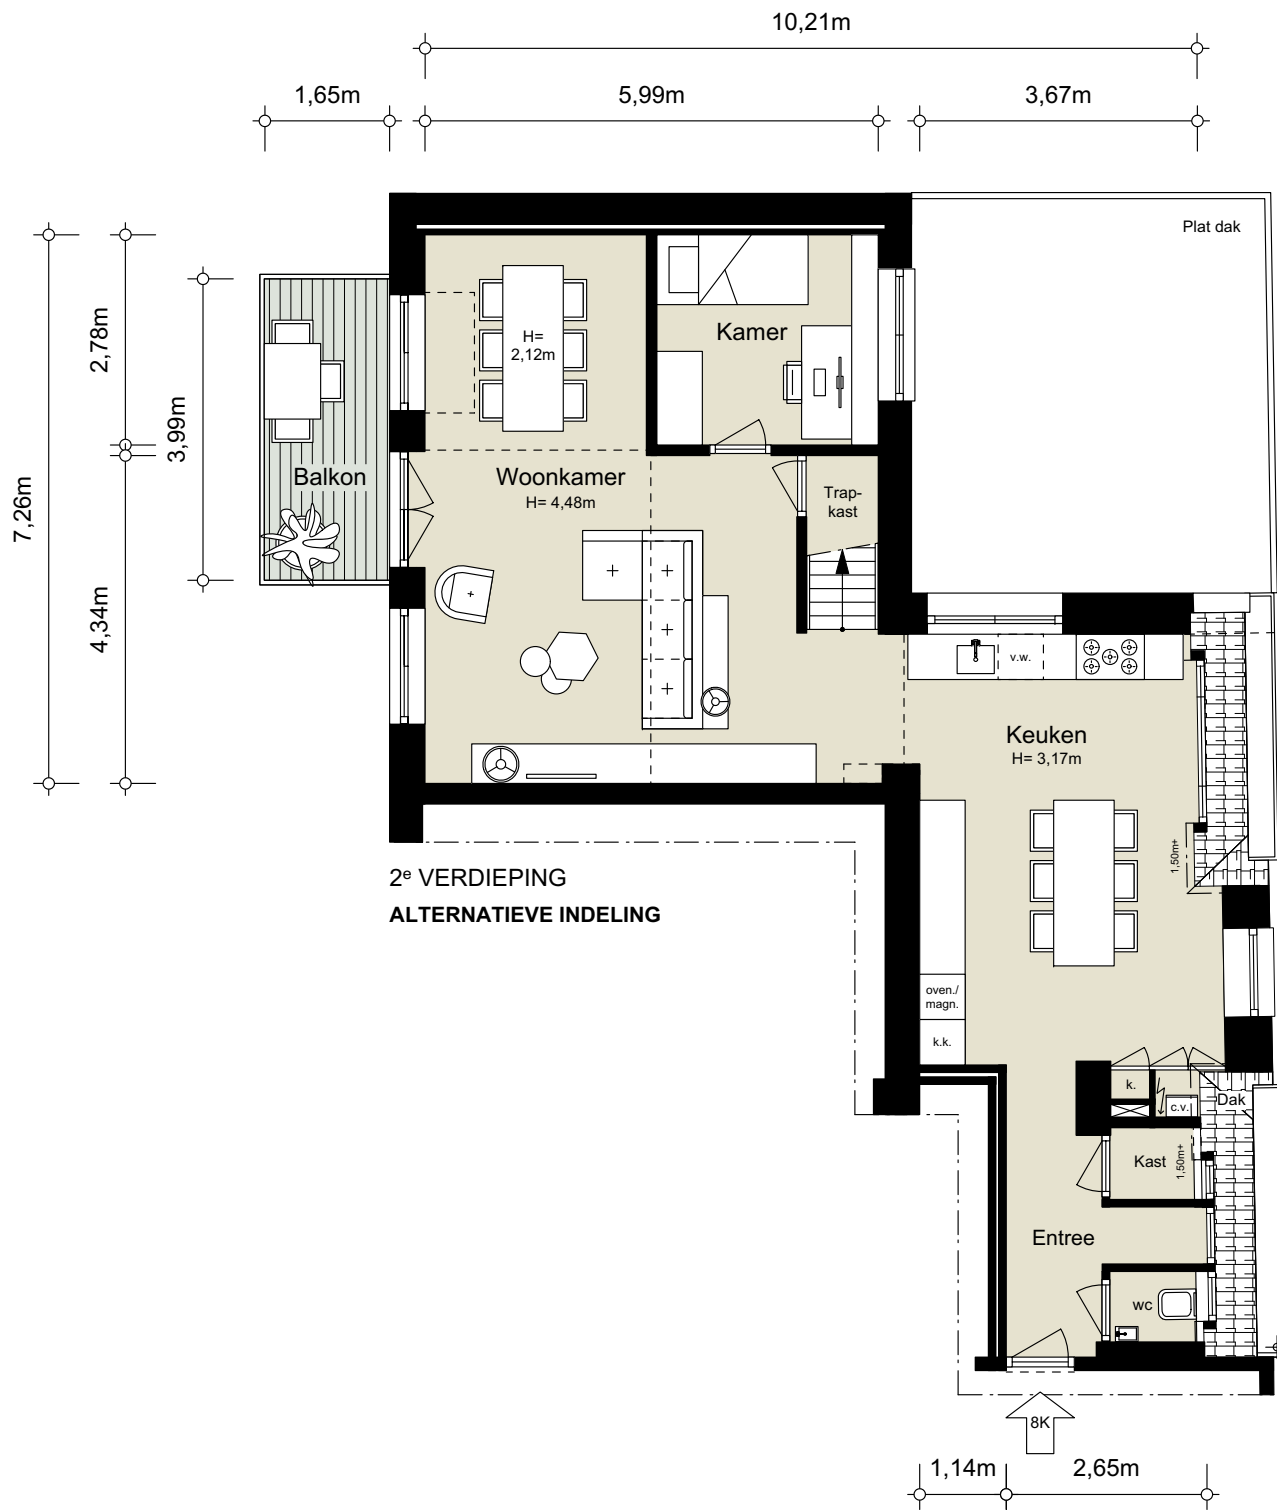 10,21m
1,65m
5,99m
3,67m
Plat dak
2,78m
3,99m
7,26m
4,34m
H=
2,12m
Kamer
Balkon
Woonkamer
H= 4,48m
Trap-
kast
v.w.
Keuken
H= 3,17m
1,50m+
2e VERDIEPING
ALTERNATIEVE INDELING
oven./
magn.
k.k.
k.
c.v.
Dak
Kast
1,50m+
Entree
wc
8K
1,14m
2,65m